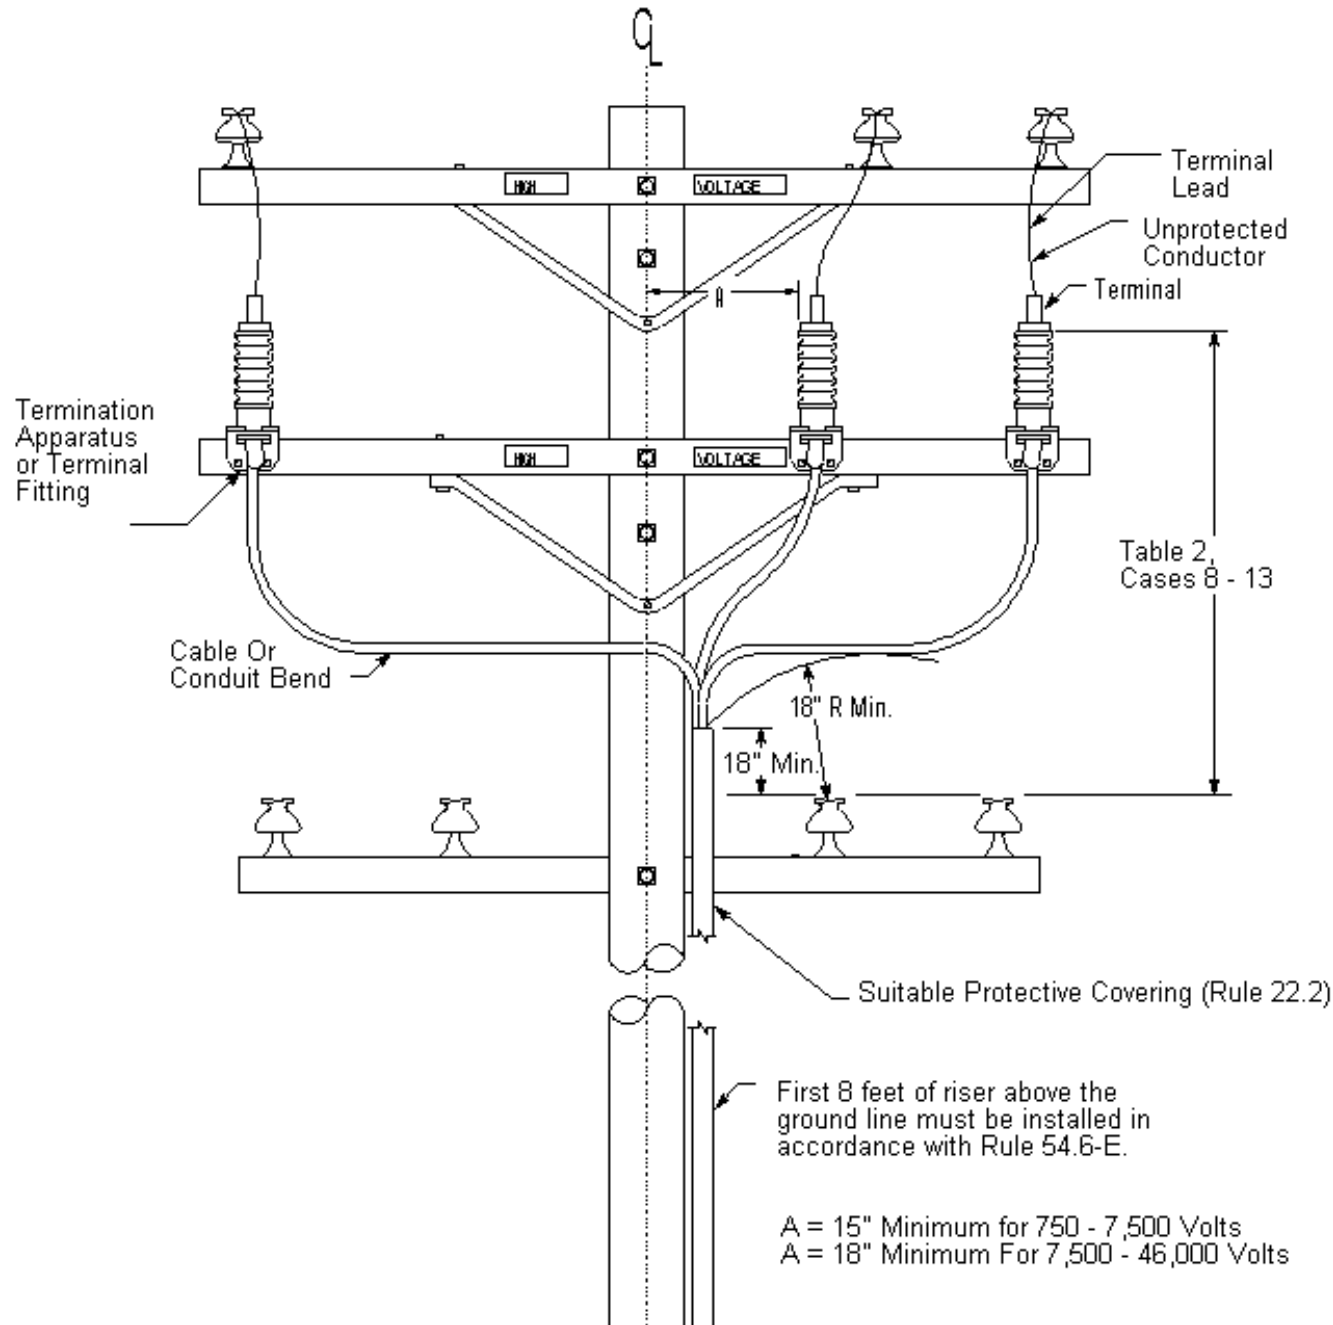 CL
HIGH
VOLTAGE
Terminal
Lead
Unprotected
Conductor
Terminal
A
Termination
Apparatus
or Terminal
Fitting
HIGH
VOLTAGE
Table 2,
Cases 8 - 13
Cable Or
Conduit Bend
18" R Min.
18" Min.
Suitable Protective Covering (Rule 22.2)
First 8 feet of riser above the
ground line must be installed in
accordance with Rule 54.6-E.
A = 15" Minimum for 750 - 7,500 Volts
A = 18" Minimum For 7,500 - 46,000 Volts